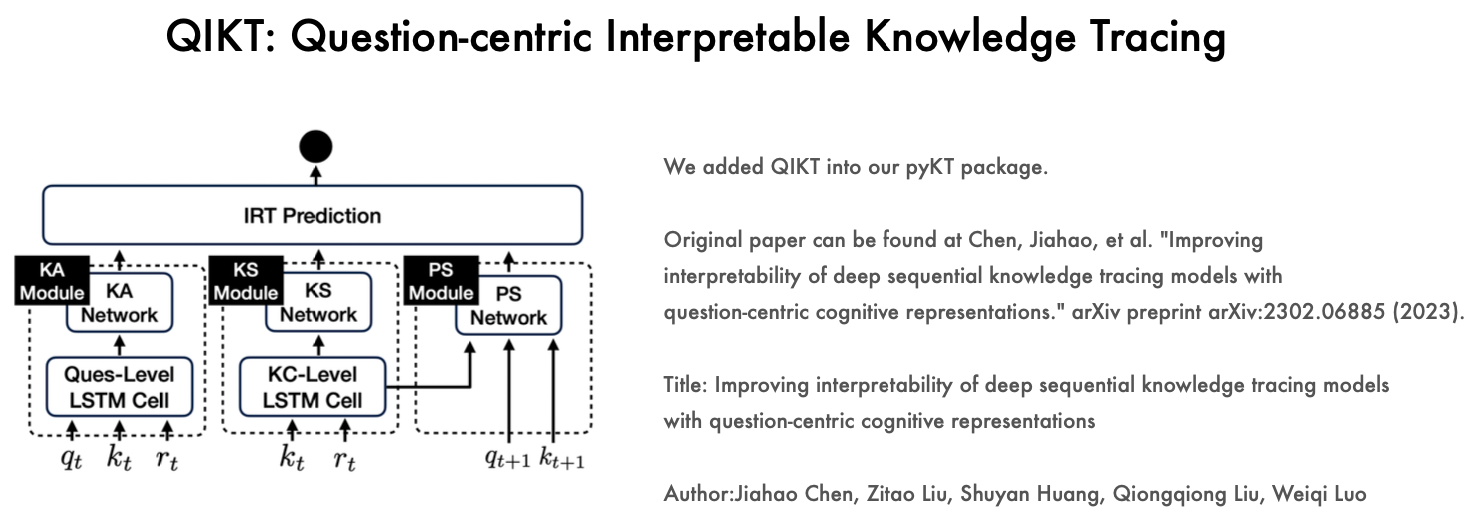 QIKT: Question-centric Interpretable Knowledge Tracing
IRT Prediction
KA
Module
KA
Network
Ques-Level
LSTM Cell
q_t k_t r_t
KS
Module
KS
Network
KC-Level
LSTM Cell
k_t r_t
PS
Module
PS
Network
q_{t+1} k_{t+1}
We added QIKT into our pyKT package.
Original paper can be found at Chen, Jiahao, et al. "Improving
interpretability of deep sequential knowledge tracing models with
question-centric cognitive representations." arXiv preprint arXiv:2302.06885 (2023).
Title: Improving interpretability of deep sequential knowledge tracing models
with question-centric cognitive representations
Author:Jiahao Chen, Zitao Liu, Shuyan Huang, Qiongqiong Liu, Weiqi Luo